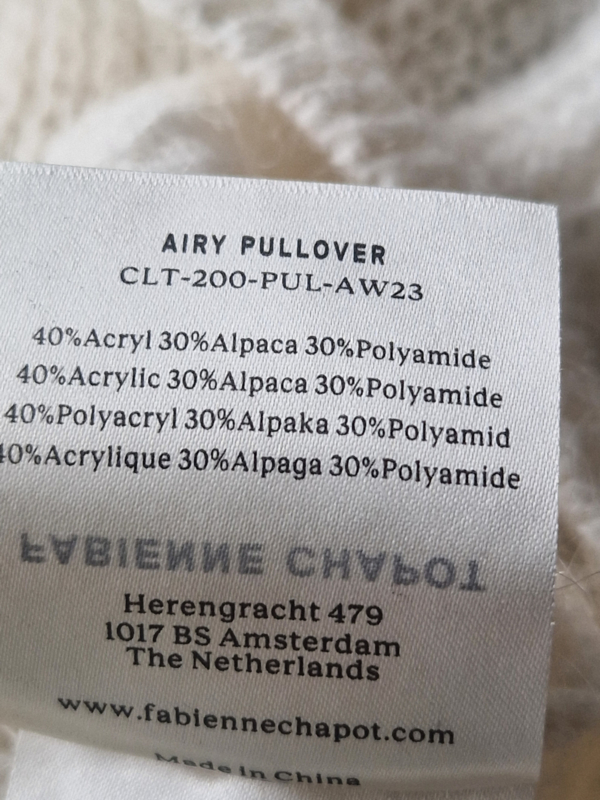 AIRY PULLOVER
CLT-200-PUL-AW23
40%Acryl 30%Alpaca 30%Polyamide
40%Acrylic 30%Alpaca 30%Polyamide
40%Polyacryl 30%Alpaka 30%Polyamid
40%Acrylique 30%Alpaga 30%Polyamide
FABIENNE CHAPOT
Herengracht 479
1017 BS Amsterdam
The Netherlands
www.fabiennechapot.com
Made in China